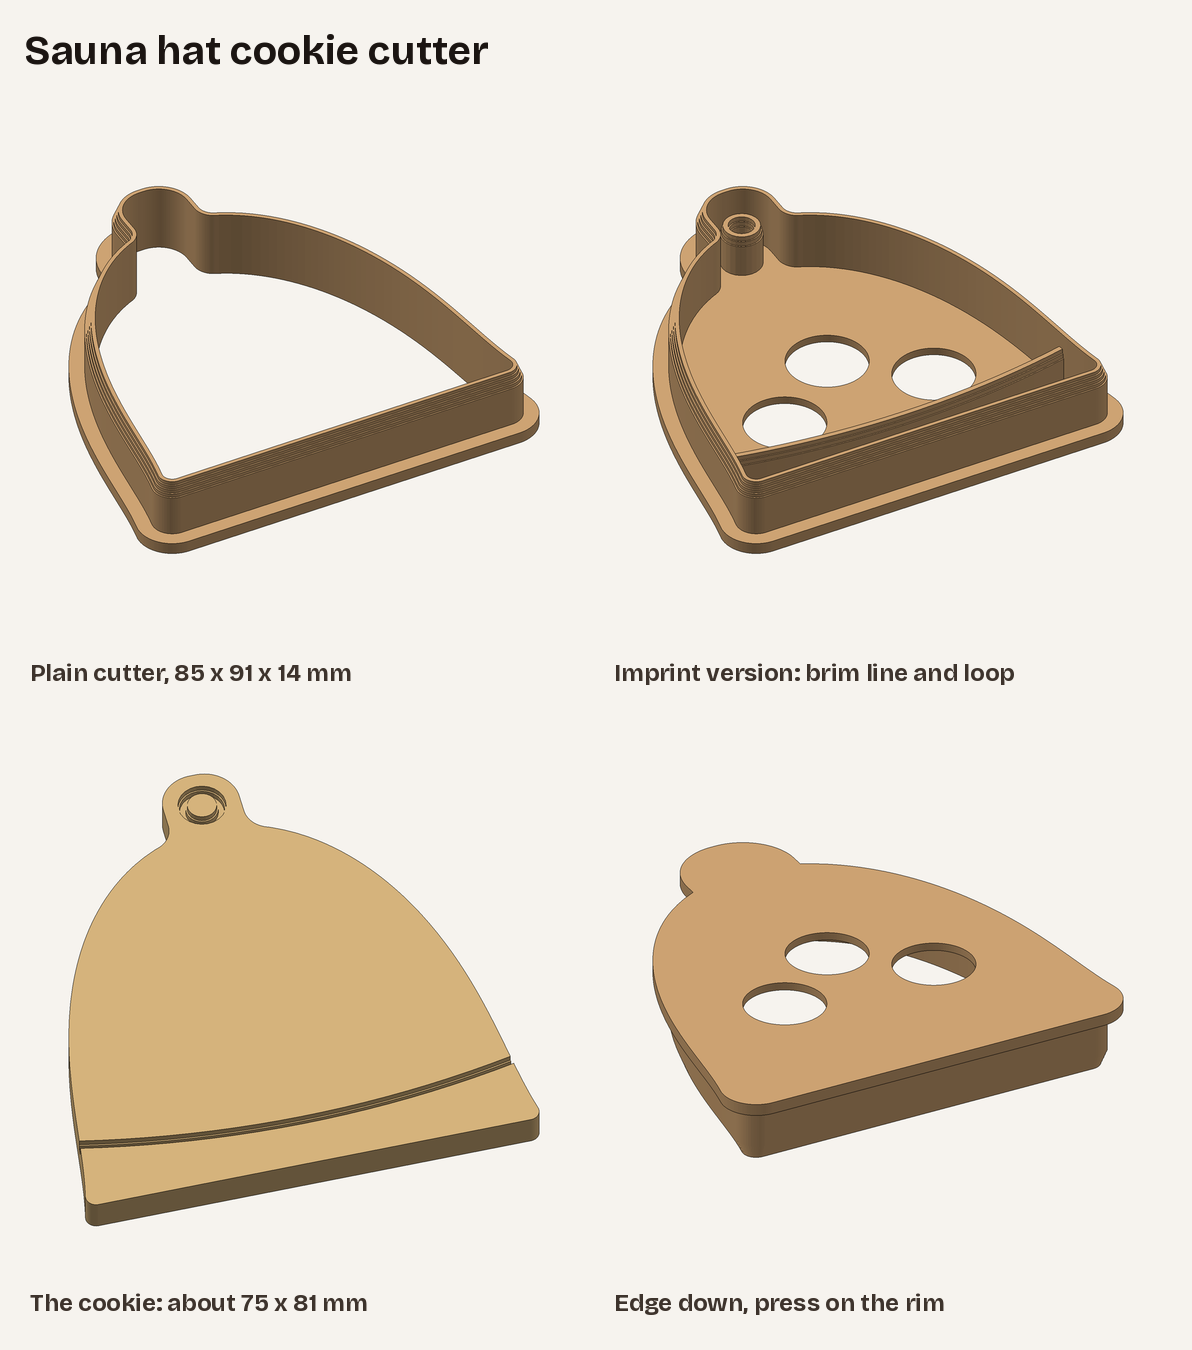 Sauna hat cookie cutter
Plain cutter, 85 x 91 x 14 mm
Imprint version: brim line and loop
The cookie: about 75 x 81 mm
Edge down, press on the rim